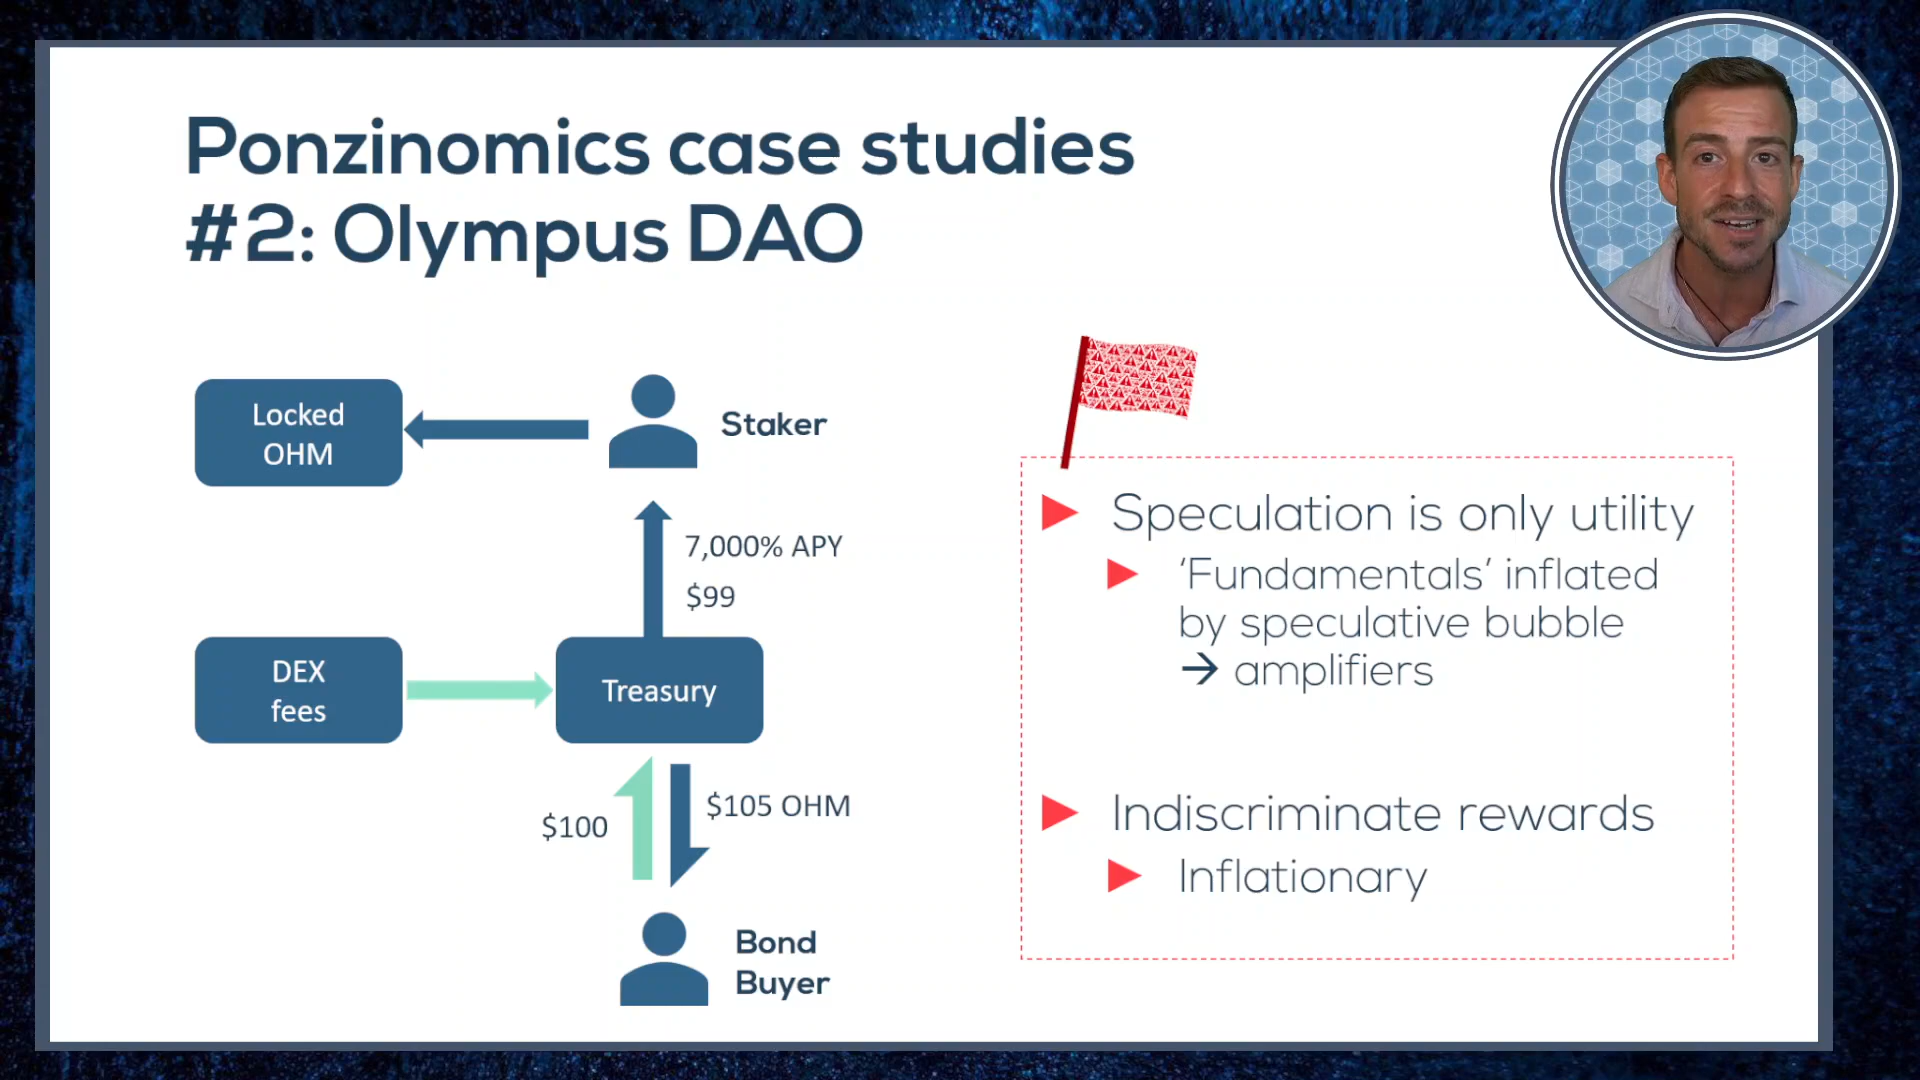 Ponzinomics case studies
#2: Olympus DAO
Locked
OHM
Staker
7,000% APY
$99
DEX
fees
Treasury
$100
$105 OHM
Bond
Buyer
Speculation is only utility
‘Fundamentals’ inflated
by speculative bubble
→ amplifiers
Indiscriminate rewards
Inflationary